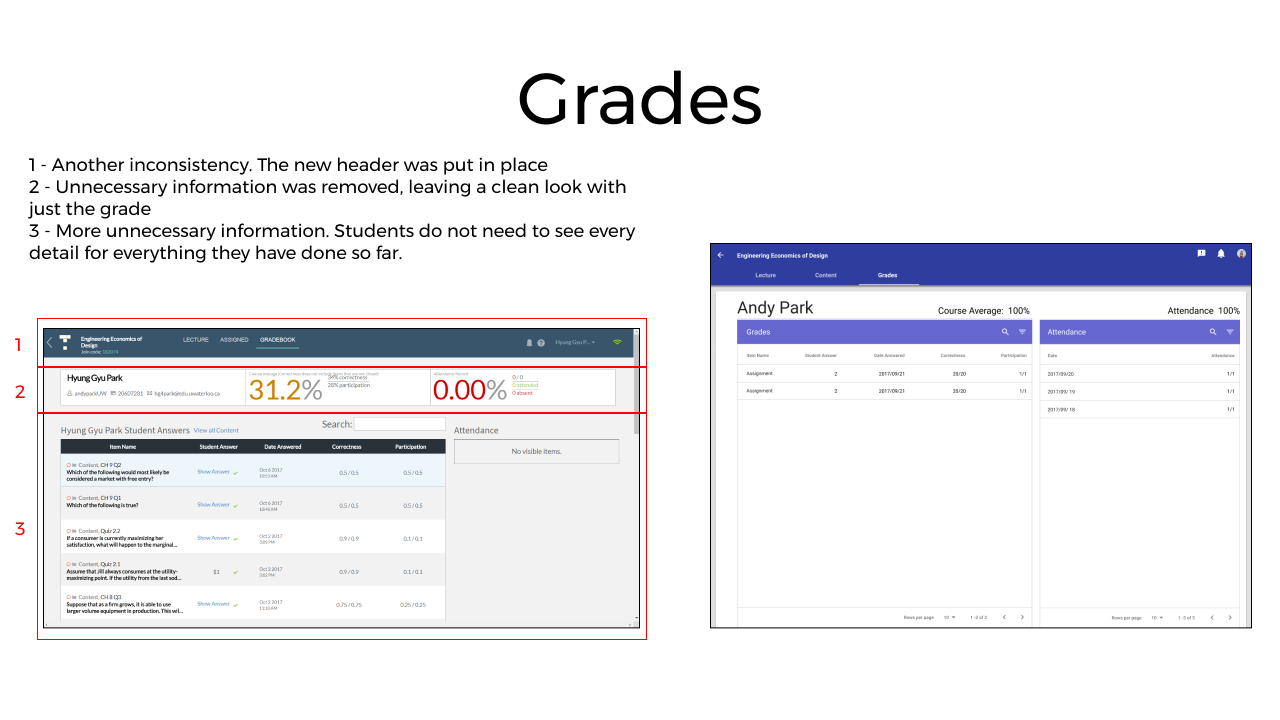 Grades
1 - Another inconsistency. The new header was put in place
2 - Unnecessary information was removed, leaving a clean look with
just the grade
3 - More unnecessary information. Students do not need to see every
detail for everything they have done so far.
1
2
3
Engineering Economics of
Design
Join code: 
LECTURE ASSIGNED GRADEBOOK
Hyung Gyu P...
Hyung Gyu Park
andyparkUW 20607281 hg4park@edu.uwaterloo.ca
31.2%
34% correctness
28% participation
0.00%
0 / 0
0 attended
0 absent
Hyung Gyu Park Student Answers View all Content
Search:
Item Name Student Answer Date Answered Correctness Participation
Content, CH 9 Q2
Which of the following would most likely be
considered a market with free entry?
Show Answer
Oct 6 2017
10:53 AM
0.5 / 0.5 0.5 / 0.5
Content, CH 9 Q1
Which of the following is true?
Show Answer
Oct 6 2017
10:46 AM
0.5 / 0.5 0.5 / 0.5
Content, Quiz 2.2
If a consumer is currently maximizing her
satisfaction, what will happen to the marginal...
Show Answer
Oct 2 2017
3:09 PM
0.9 / 0.9 0.1 / 0.1
Content, Quiz 2.1
Assume that Jill always consumes at the utility-
maximizing point. If the utility from the last sod...
$1
Oct 2 2017
3:02 PM
0.9 / 0.9 0.1 / 0.1
Content, CH 8 Q3
Suppose that as a firm grows, it is able to use
larger volume equipment in production. This wil...
Show Answer
Oct 2 2017
11:10 AM
0.75 / 0.75 0.25 / 0.25
Attendance
No visible items.
Engineering Economics of Design
Lecture Content Grades
Andy Park Course Average: 100% Attendance 100%
Grades
Item Name Student Answer Date Answered Correctness Participation
Assignment 2 2017/09/21 20/20 1/1
Assignment 2 2017/09/21 20/20 1/1
Rows per page: 10 1 -2 of 2
Attendance
Date Attendance
2017/09/20 1/1
2017/09/ 19 1/1
2017/09/ 18 1/1
Rows per page: 10 1 -3 of 3